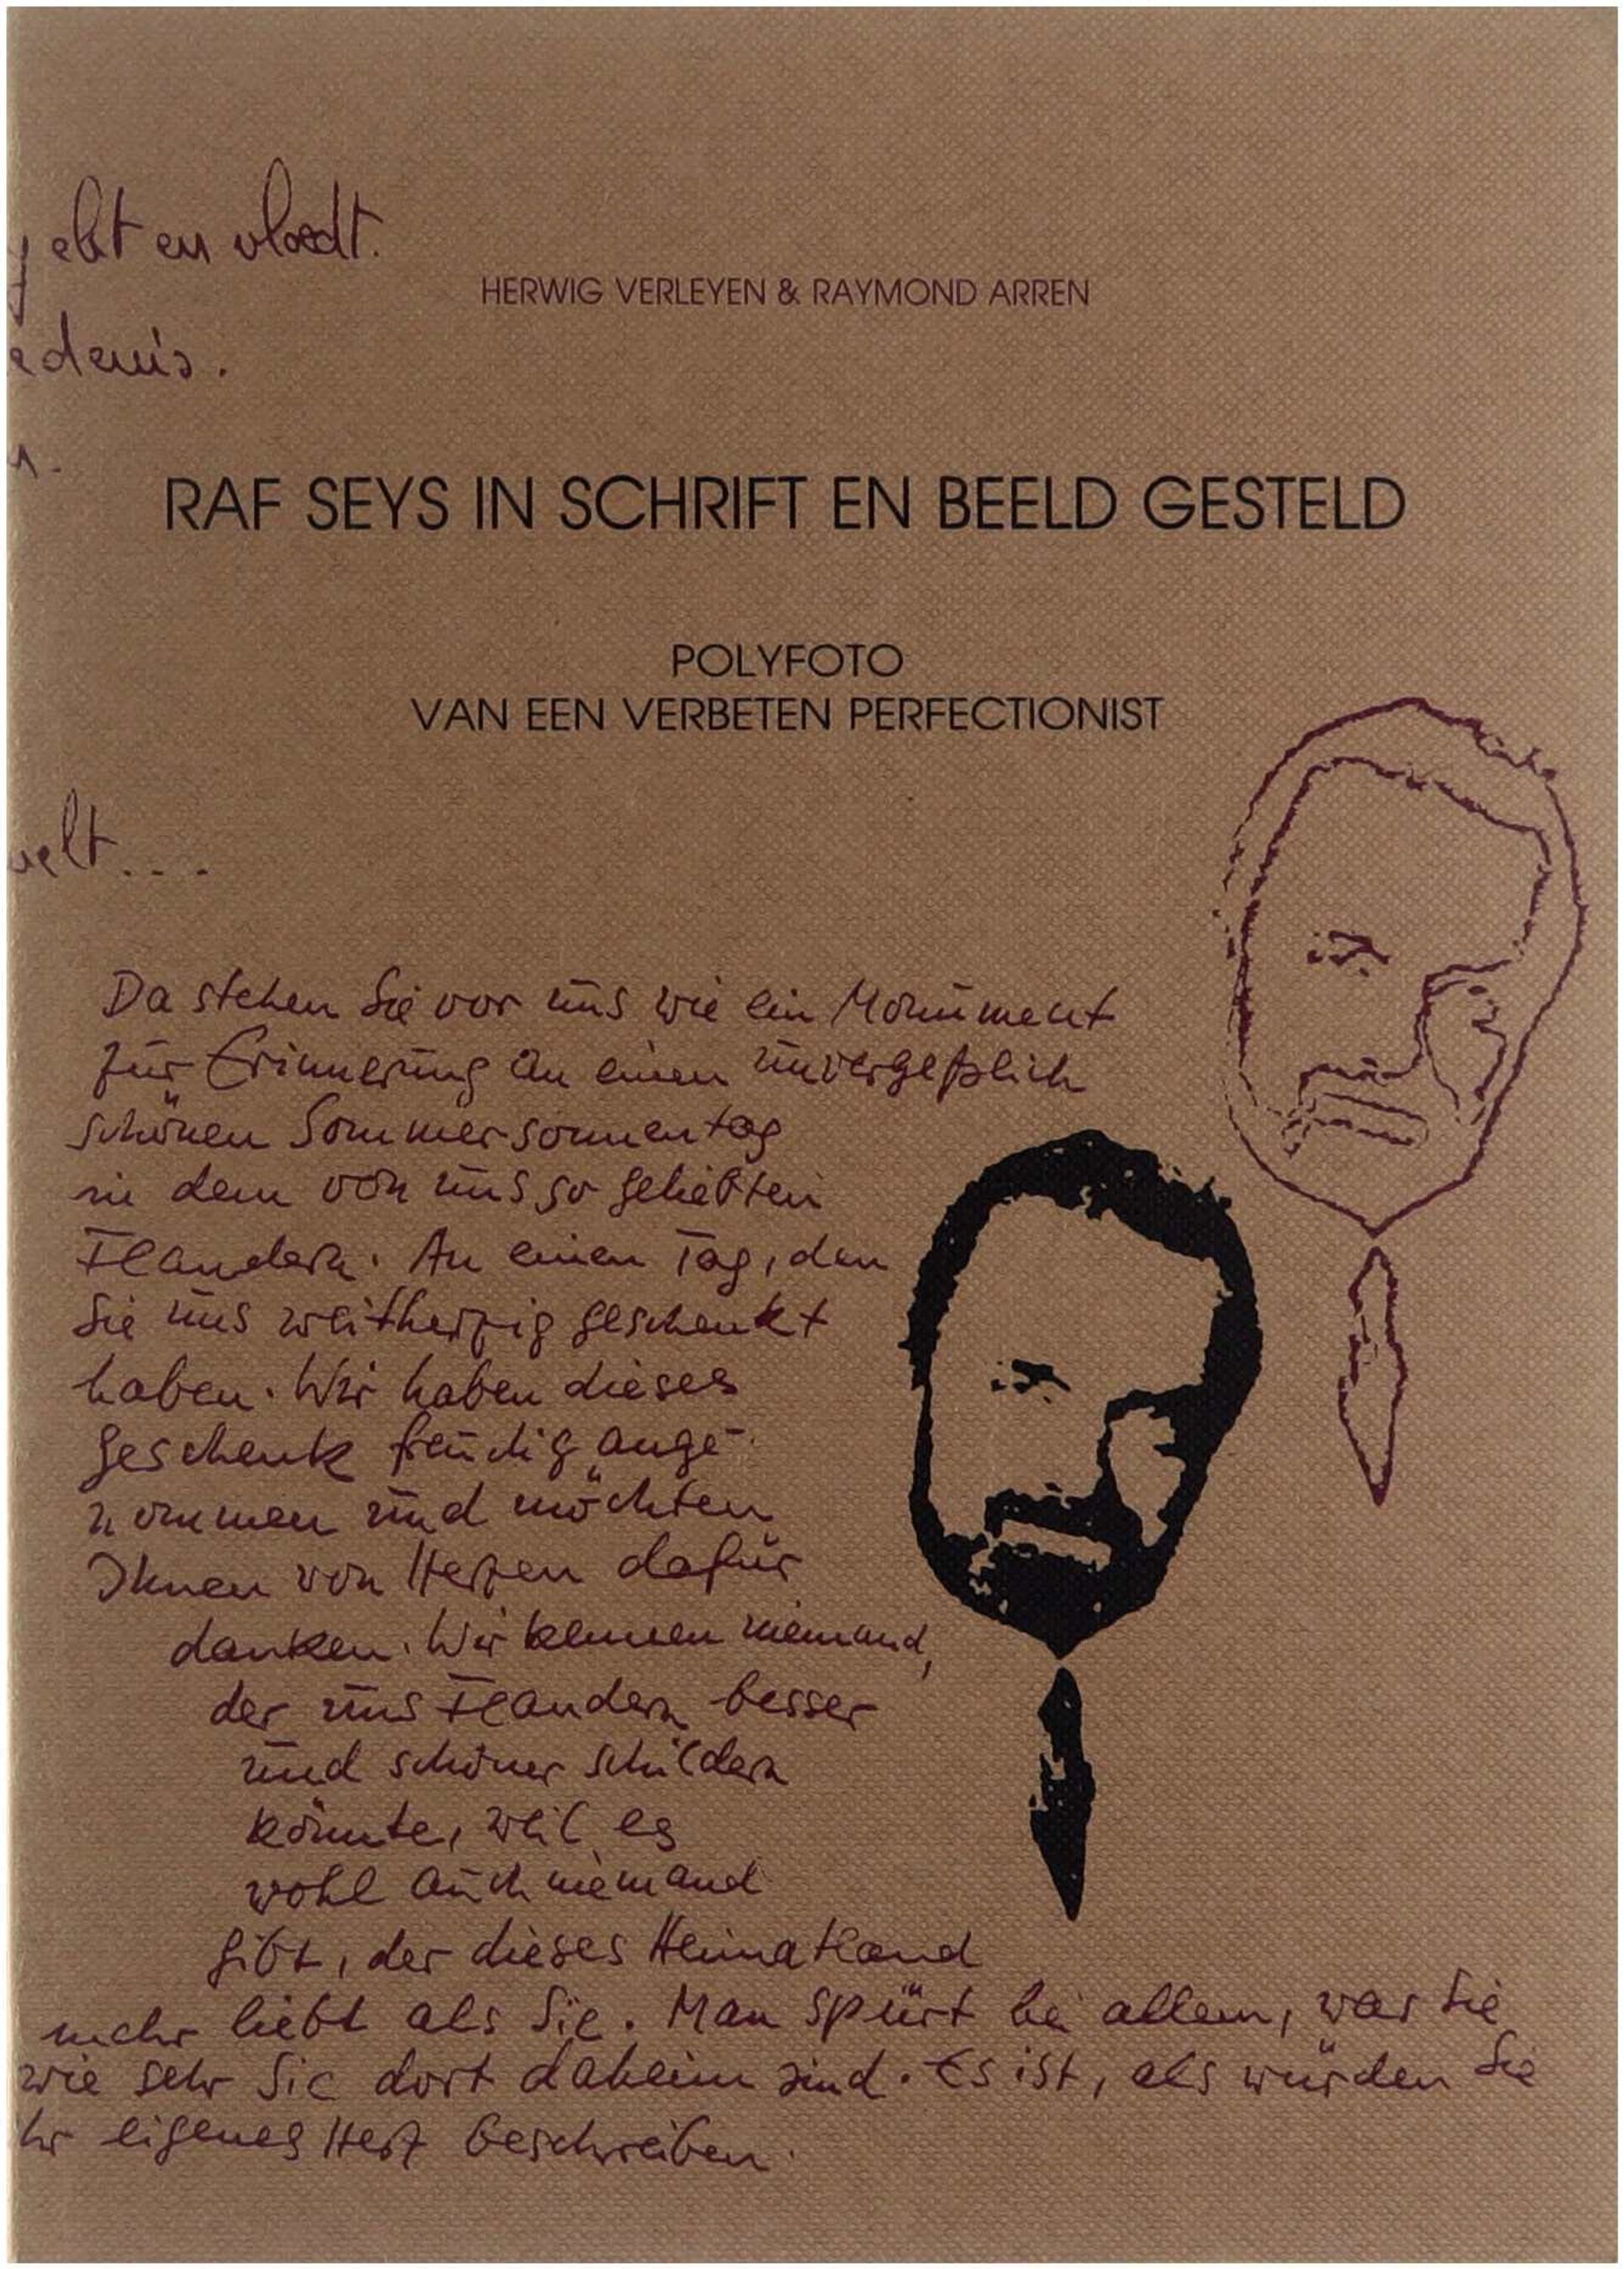 ebt en vloedt.
HERWIG VERLEYEN & RAYMOND ARREN
edenis.
n.
RAF SEYS IN SCHRIFT EN BEELD GESTELD
POLYFOTO
VAN EEN VERBETEN PERFECTIONIST
welt....
Da stehen Sie vor uns wie ein Monument
zur Erinnerung an einen unvergeßlich
schönen Sommersonnentag
in dem von uns so geliebten
Flandern. An einen Tag, den
Sie uns weitherzig geschenkt
haben. Wir haben dieses
Geschenk freudig ange-
nommen und möchten
Ihnen von Herzen dafür
danken. Wir kennen niemand,
der uns Flandern besser
und schöner schildern
könnte, weil es
wohl auch niemand
gibt, der dieses Heimatland
mehr liebt als Sie. Man spürt bei allem, was Sie
wie sehr Sie dort daheim sind. Es ist, als würden Sie
Ihr eigenes Herz beschreiben.